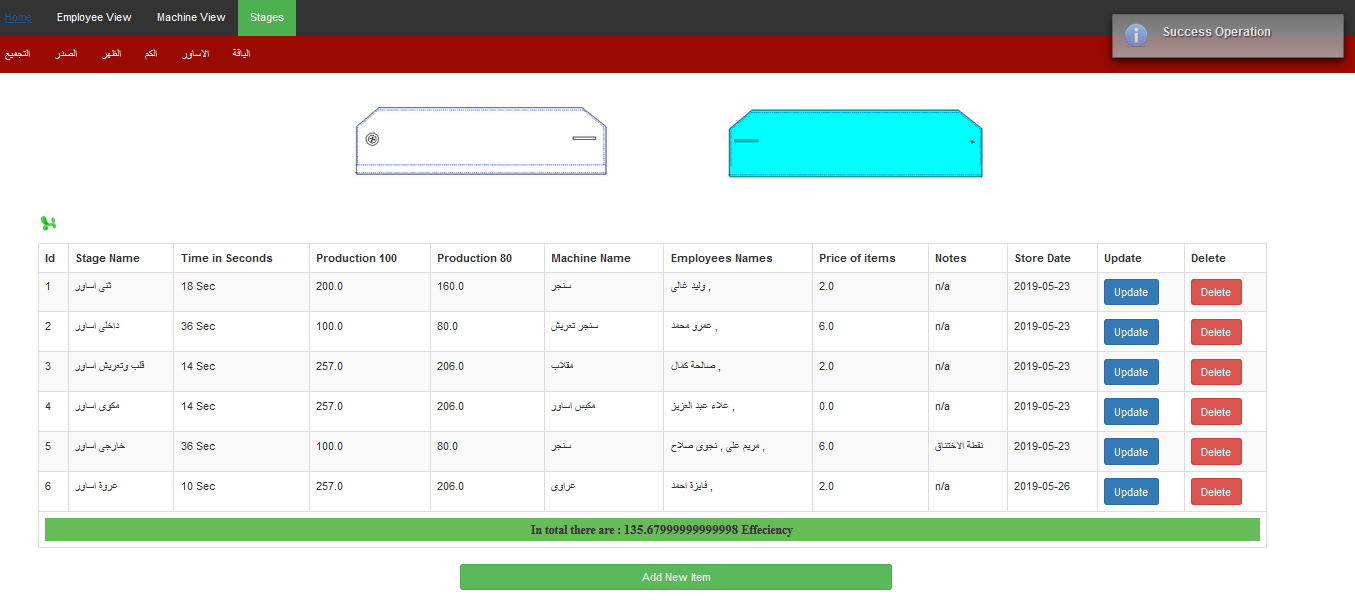 Home Employee View Machine View Stages
Success Operation
التجميع الصدر الظهر الكم الاساور الياقة
Id Stage Name Time in Seconds Production 100 Production 80 Machine Name Employees Names Price of items Notes Store Date Update Delete
1 ثنى اساور 18 Sec 200.0 160.0 سنجر وليد غالى , 2.0 n/a 2019-05-23 Update Delete
2 داخلى اساور 36 Sec 100.0 80.0 سنجر تعريش عمرو محمد , 6.0 n/a 2019-05-23 Update Delete
3 قلب وتعريش اساور 14 Sec 257.0 206.0 مقلاب صالحة كمال , 2.0 n/a 2019-05-23 Update Delete
4 مكوى اساور 14 Sec 257.0 206.0 مكبس اساور علاء عبد العزيز , 0.0 n/a 2019-05-23 Update Delete
5 خارجى اساور 36 Sec 100.0 80.0 سنجر مريم على , نجوى صلاح , 6.0 نقطة الاختناق 2019-05-23 Update Delete
6 عروة اساور 10 Sec 257.0 206.0 عراوى فايزة احمد , 2.0 n/a 2019-05-26 Update Delete
In total there are : 135.67999999999998 Effeciency
Add New Item